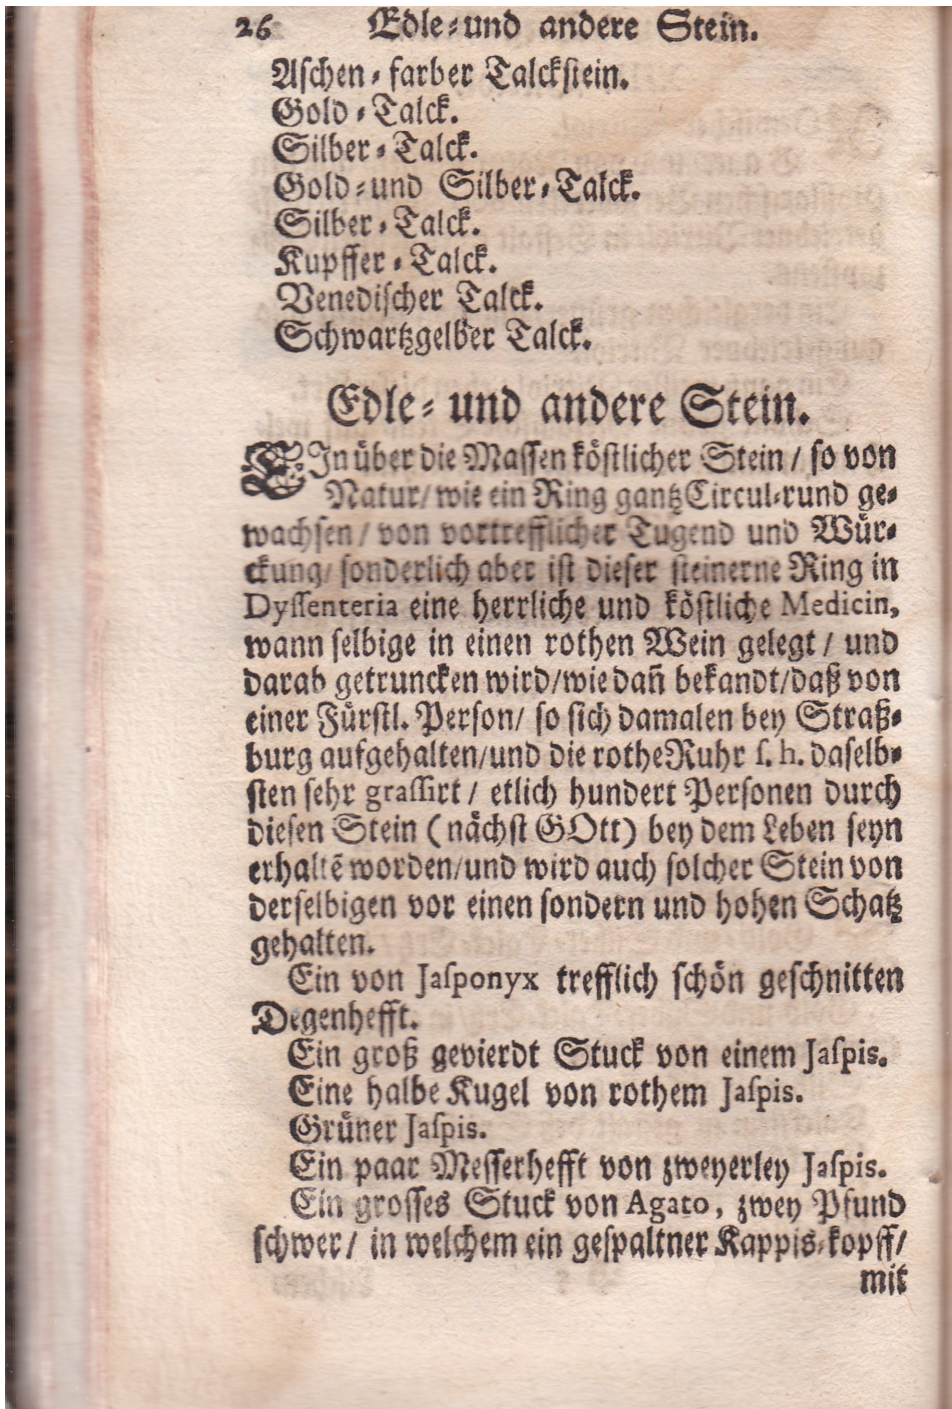 26 Edle-und andere Stein.
Aſchen-farber Talckſtein.
Gold-Talck.
Silber-Talck.
Gold-und Silber-Talck.
Silber-Talck.
Kupffer-Talck.
Venediſcher Talck.
Schwartzgelber Talck.
Edle- und andere Stein.
EIn über die Maſſen köſtlicher Stein / ſo von
Natur / wie ein Ring gantz Circul-rund ge-
wachſen / von vortrefflicher Tugend und Wür-
ckung / ſonderlich aber iſt dieſer ſteinerne Ring in
Dyſſenteria eine herrliche und köſtliche Medicin,
wann ſelbige in einen rothen Wein gelegt / und
darab getruncken wird/wie dañ bekandt/daß von
einer Fürſtl. Perſon/ ſo ſich damalen bey Straß-
burg aufgehalten/und die rothe Ruhr ſ. h. daſelb-
ſten ſehr graſſirt / etlich hundert Perſonen durch
dieſen Stein (nächſt GOtt) bey dem Leben ſeyn
erhaltē worden/und wird auch ſolcher Stein von
derſelbigen vor einen ſondern und hohen Schatz
gehalten.
Ein von Jaſponyx trefflich ſchön geſchnitten
Degenhefft.
Ein groß gevierdt Stuck von einem Jaſpis.
Eine halbe Kugel von rothem Jaſpis.
Grüner Jaſpis.
Ein paar Meſſerhefft von zweyerley Jaſpis.
Ein groſſes Stuck von Agato, zwey Pfund
ſchwer / in welchem ein geſpaltner Kappis-kopff/
mit